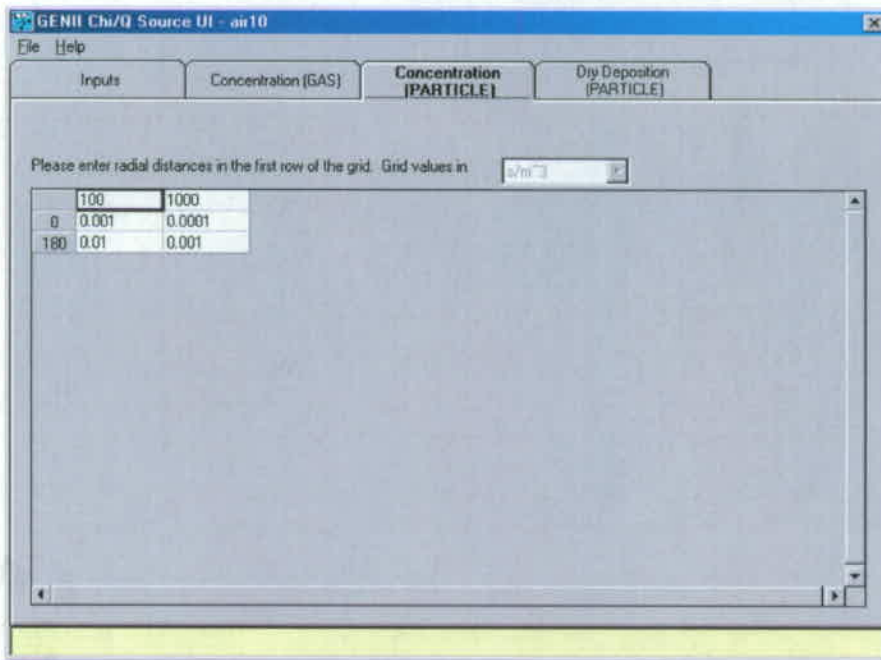 GENII Chi/Q Source UI - air10
File Help
Inputs
Concentration (GAS)
Concentration (PARTICLE)
Dry Deposition (PARTICLE)
Please enter radial distances in the first row of the grid. Grid values in
s/m^3
100 1000
0 0.001 0.0001
180 0.01 0.001